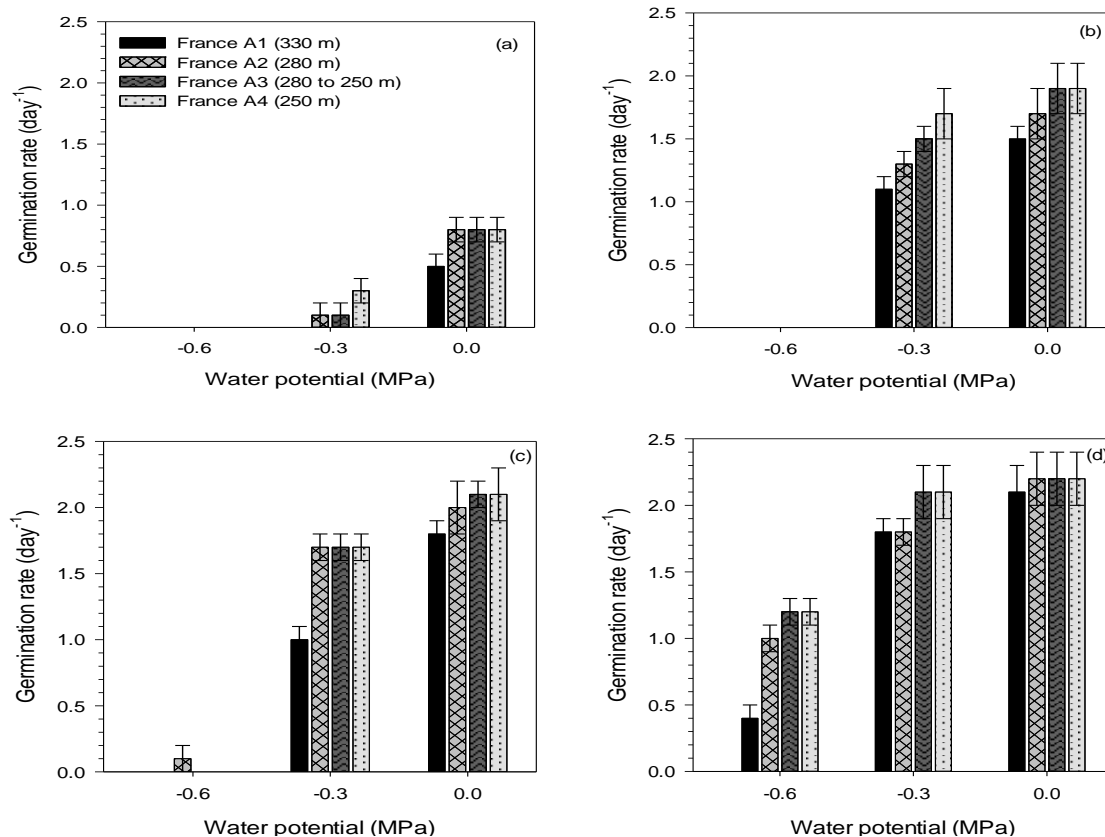 (a)
France A1 (330 m)
France A2 (280 m)
France A3 (280 to 250 m)
France A4 (250 m)
Germination rate (day⁻¹)
2.5
2.0
1.5
1.0
0.5
0.0
-0.6 -0.3 0.0
Water potential (MPa)
(b)
Germination rate (day⁻¹)
2.5
2.0
1.5
1.0
0.5
0.0
-0.6 -0.3 0.0
Water potential (MPa)
(c)
Germination rate (day⁻¹)
2.5
2.0
1.5
1.0
0.5
0.0
-0.6 -0.3 0.0
Water potential (MPa)
(d)
Germination rate (day⁻¹)
2.5
2.0
1.5
1.0
0.5
0.0
-0.6 -0.3 0.0
Water potential (MPa)